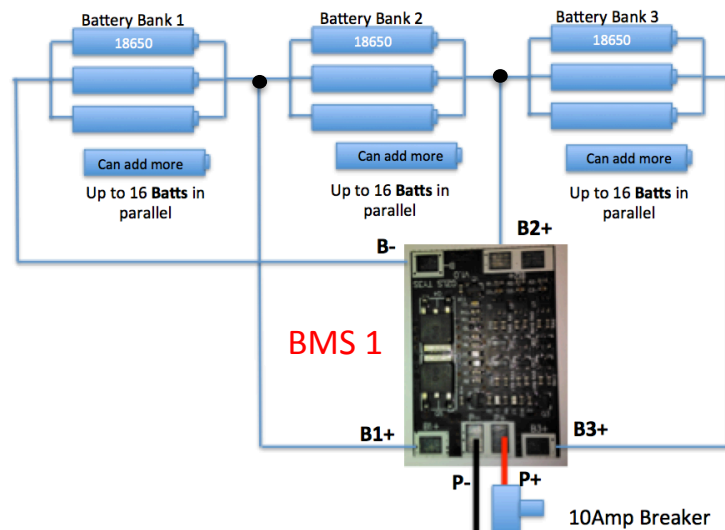 Battery Bank 1
Battery Bank 2
Battery Bank 3
18650
18650
18650
Can add more
Can add more
Can add more
Up to 16 Batts in
parallel
Up to 16 Batts in
parallel
Up to 16 Batts in
parallel
B-
B2+
BMS 1
B1+
B3+
P-
P+
10Amp Breaker